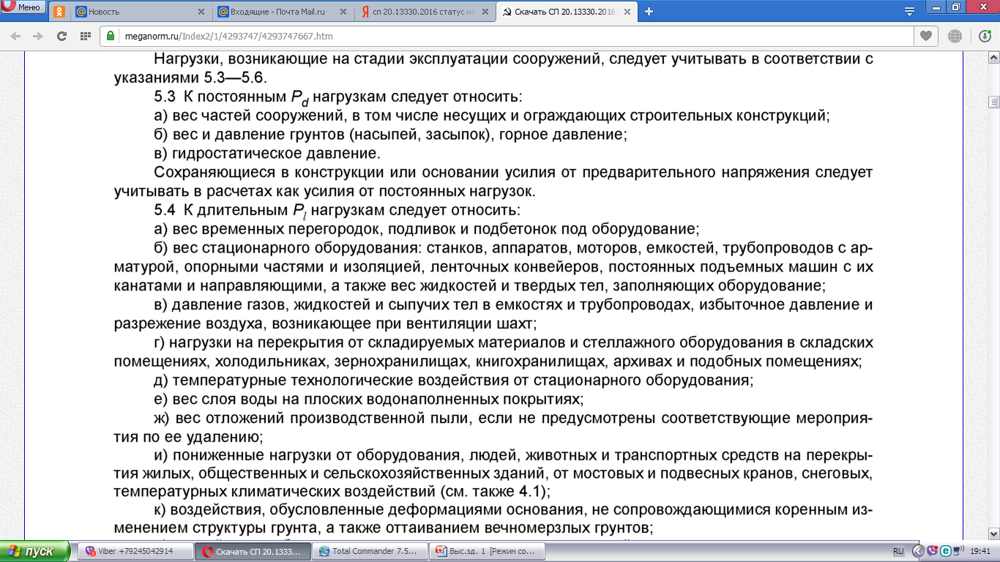 Меню
Новость
Входящие - Почта Mail.ru
сп 20.13330.2016 статус на
Скачать СП 20.13330.2016
meganorm.ru/Index2/1/4293747/4293747667.htm
Нагрузки, возникающие на стадии эксплуатации сооружений, следует учитывать в соответствии с
указаниями 5.3—5.6.
5.3 К постоянным Pd нагрузкам следует относить:
а) вес частей сооружений, в том числе несущих и ограждающих строительных конструкций;
б) вес и давление грунтов (насыпей, засыпок), горное давление;
в) гидростатическое давление.
Сохраняющиеся в конструкции или основании усилия от предварительного напряжения следует
учитывать в расчетах как усилия от постоянных нагрузок.
5.4 К длительным Pl нагрузкам следует относить:
а) вес временных перегородок, подливок и подбетонок под оборудование;
б) вес стационарного оборудования: станков, аппаратов, моторов, емкостей, трубопроводов с ар-
матурой, опорными частями и изоляцией, ленточных конвейеров, постоянных подъемных машин с их
канатами и направляющими, а также вес жидкостей и твердых тел, заполняющих оборудование;
в) давление газов, жидкостей и сыпучих тел в емкостях и трубопроводах, избыточное давление и
разрежение воздуха, возникающее при вентиляции шахт;
г) нагрузки на перекрытия от складируемых материалов и стеллажного оборудования в складских
помещениях, холодильниках, зернохранилищах, книгохранилищах, архивах и подобных помещениях;
д) температурные технологические воздействия от стационарного оборудования;
е) вес слоя воды на плоских водонаполненных покрытиях;
ж) вес отложений производственной пыли, если не предусмотрены соответствующие мероприя-
тия по ее удалению;
и) пониженные нагрузки от оборудования, людей, животных и транспортных средств на перекры-
тия жилых, общественных и сельскохозяйственных зданий, от мостовых и подвесных кранов, снеговых,
температурных климатических воздействий (см. также 4.1);
к) воздействия, обусловленные деформациями основания, не сопровождающимися коренным из-
менением структуры грунта, а также оттаиванием вечномерзлых грунтов;
пуск
Viber +79245042914
Скачать СП 20.1333...
Total Commander 7.5...
Выс.зд. 1 [Режим со...
RU
19:41